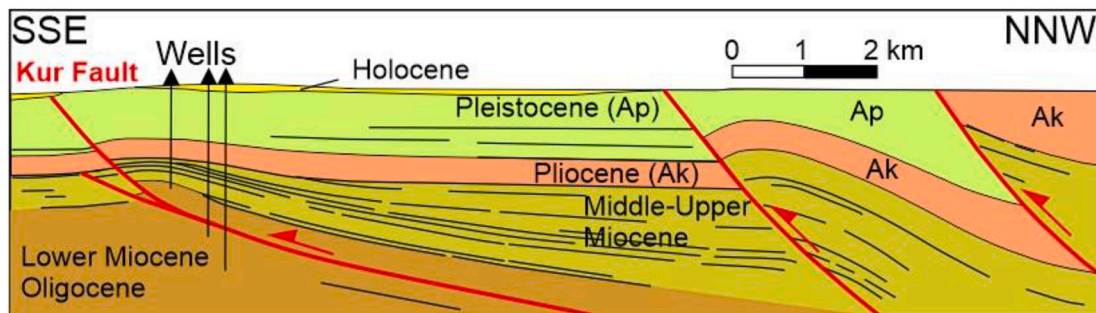 SSE
NNW
Wells
0 1 2 km
Kur Fault
Holocene
Pleistocene (Ap)
Ap
Ak
Ak
Pliocene (Ak)
Middle-Upper
Miocene
Lower Miocene
Oligocene